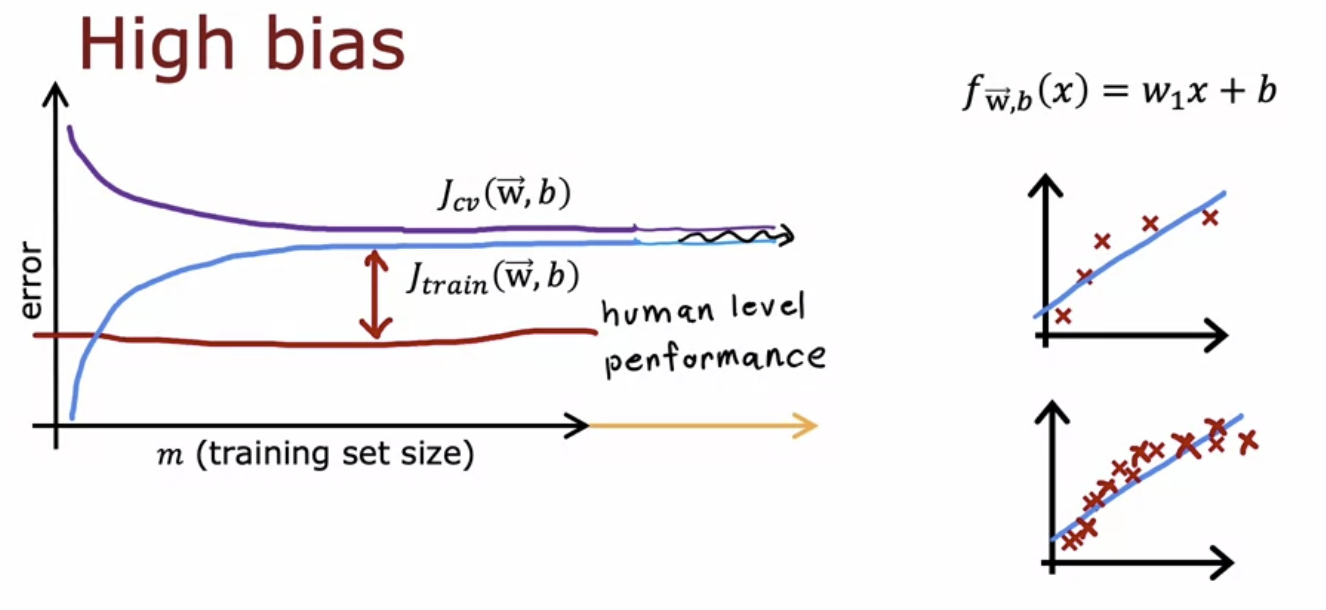 High bias
f_{\vec{w},b}(x) = w_1x + b
J_{cv}(\vec{w}, b)
J_{train}(\vec{w}, b)
error
human level
performance
m (training set size)